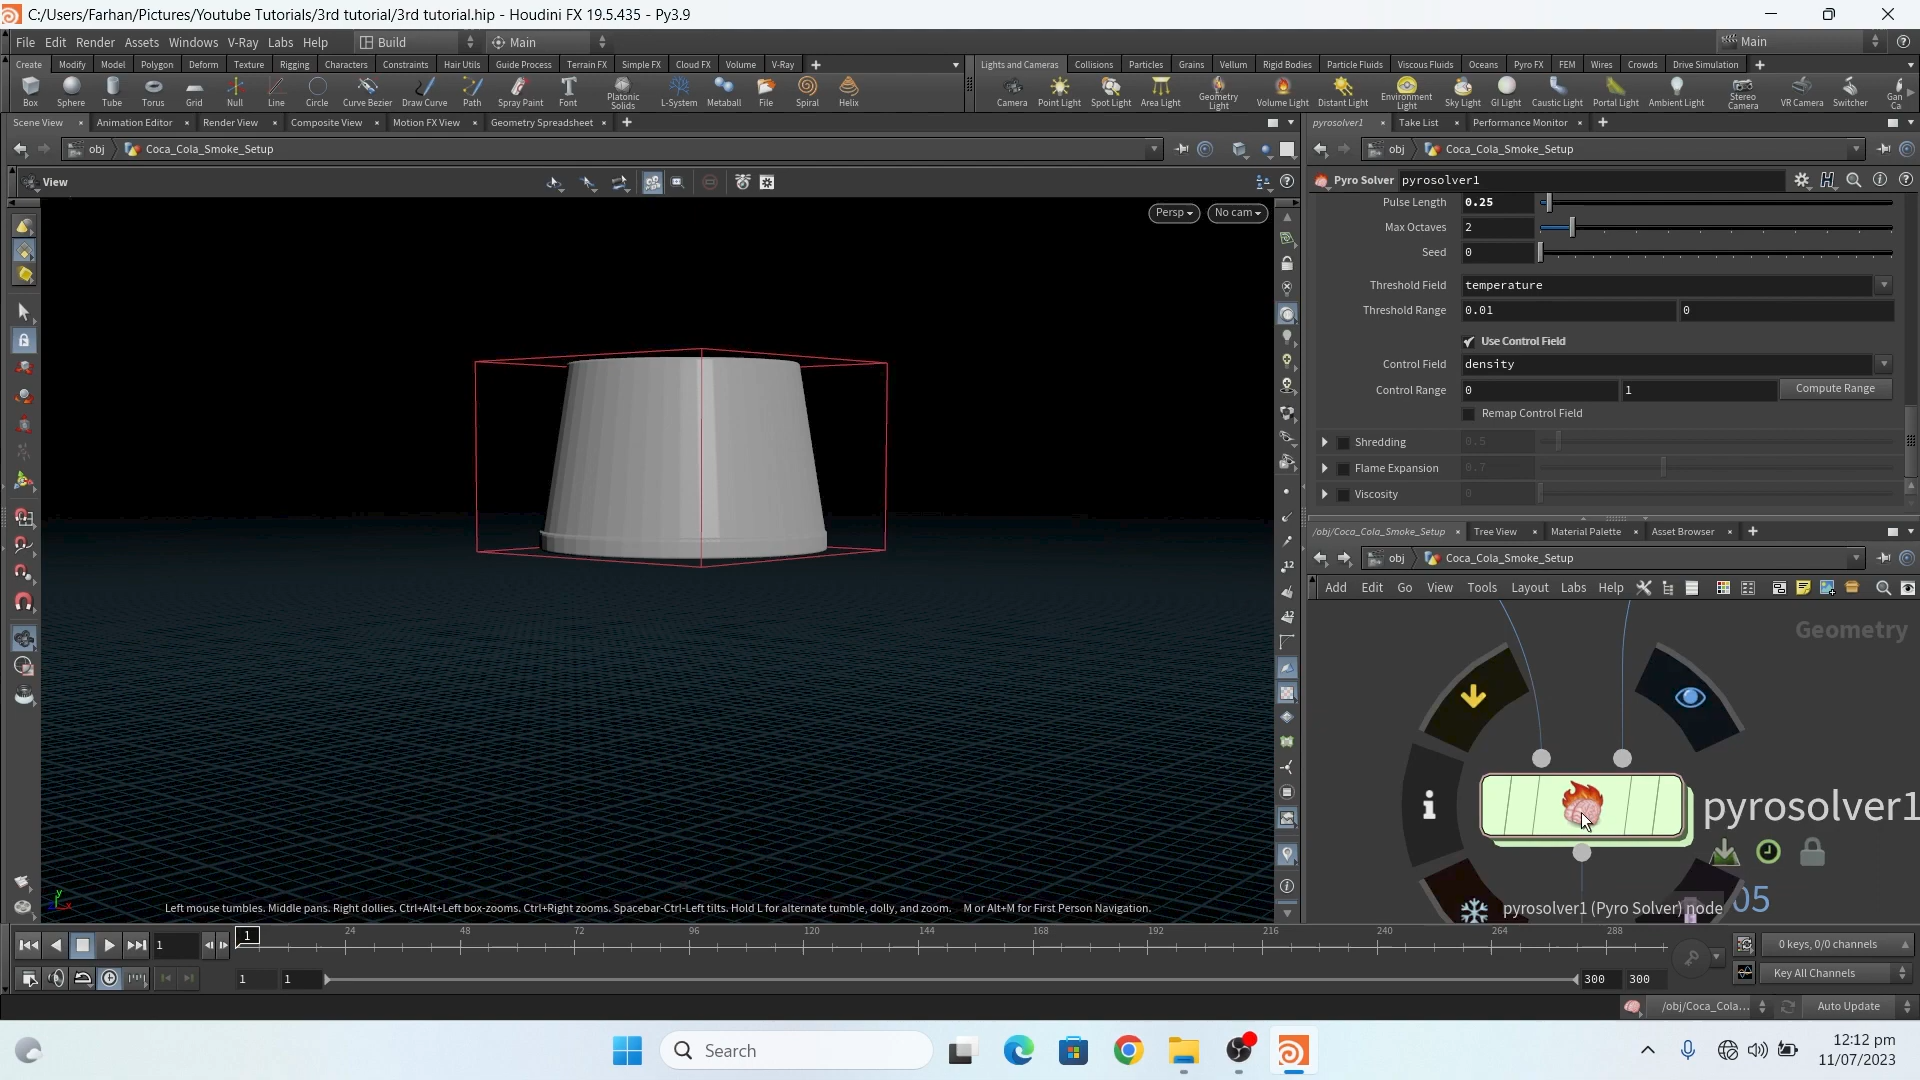 C:/Users/Farhan/Pictures/Youtube Tutorials/3rd tutorial/3rd tutorial.hip - Houdini FX 19.5.435 - Py3.9
File Edit Render Assets Windows V-Ray Labs Help Build Main Main
Create Modify Model Polygon Deform Texture Rigging Characters Constraints Hair Utils Guide Process Terrain FX Simple FX Cloud FX Volume V-Ray
Lights and Cameras Collisions Particles Grains Vellum Rigid Bodies Particle Fluids Viscous Fluids Oceans Pyro FX FEM Wires Crowds Drive Simulation
Box Sphere Tube Torus Grid Null Line Circle Curve Bezier Draw Curve Path Spray Paint Font Platonic Solids L-System Metaball File Spiral Helix
Camera Point Light Spot Light Area Light Geometry Light Volume Light Distant Light Environment Light Sky Light GI Light Caustic Light Portal Light Ambient Light Stereo Camera VR Camera Switcher Gan Ca
Scene View Animation Editor Render View Composite View Motion FX View Geometry Spreadsheet
pyrosolver1 Take List Performance Monitor
obj Coca_Cola_Smoke_Setup
obj Coca_Cola_Smoke_Setup
View
Pyro Solver pyrosolver1
Persp No cam
Pulse Length 0.25
Max Octaves 2
Seed 0
Threshold Field temperature
Threshold Range 0.01 0
Use Control Field
Control Field density
Control Range 0 1 Compute Range
Remap Control Field
Shredding 0.5
Flame Expansion 0.7
Viscosity 0
/obj/Coca_Cola_Smoke_Setup Tree View Material Palette Asset Browser
obj Coca_Cola_Smoke_Setup
Add Edit Go View Tools Layout Labs Help
Geometry
pyrosolver1
05
pyrosolver1 (Pyro Solver) node
Left mouse tumbles. Middle pans. Right dollies. Ctrl+Alt+Left box-zooms. Ctrl+Right zooms. Spacebar-Ctrl-Left tilts. Hold L for alternate tumble, dolly, and zoom. M or Alt+M for First Person Navigation.
1 1 24 48 72 96 120 144 168 192 216 240 264 288
0 keys, 0/0 channels
1 1 300 300
Key All Channels
/obj/Coca_Cola... Auto Update
Search
12:12 pm
11/07/2023